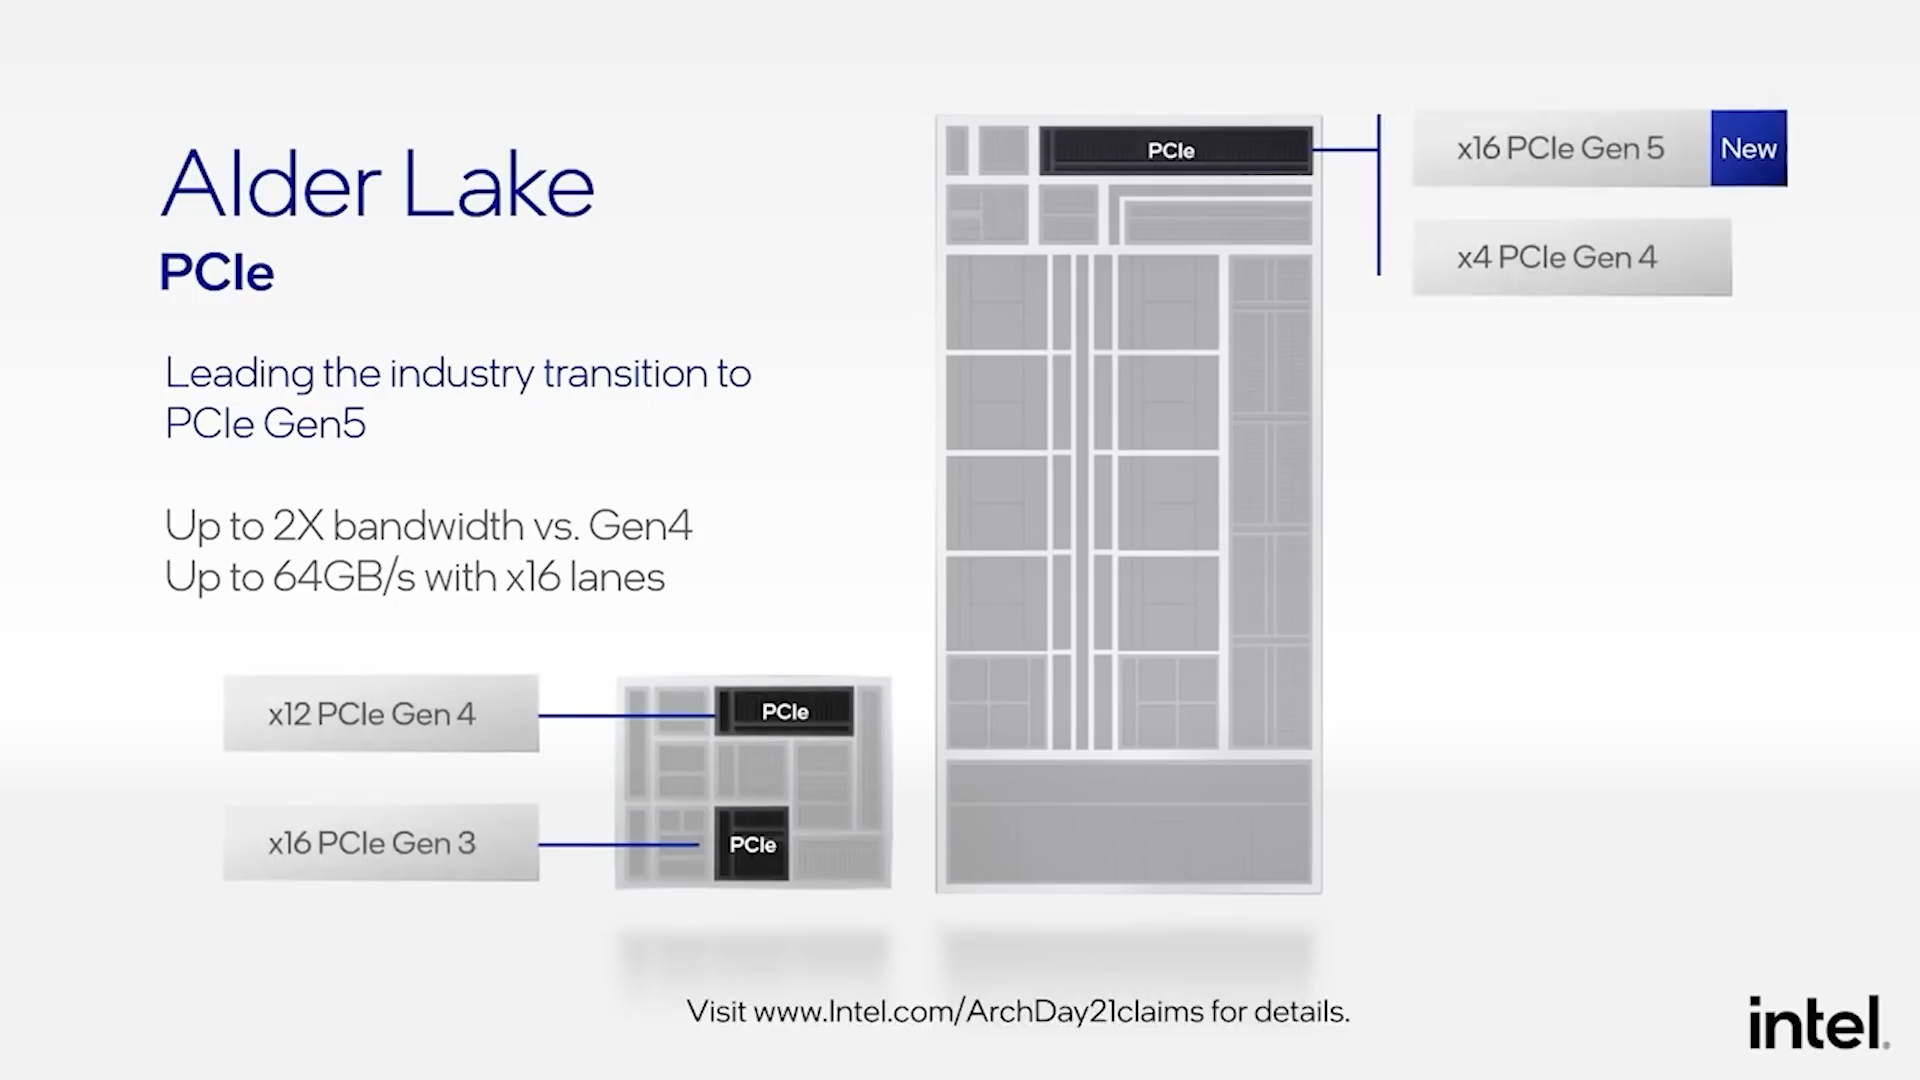 Alder Lake
PCIe
Leading the industry transition to
PCIe Gen5
Up to 2X bandwidth vs. Gen4
Up to 64GB/s with x16 lanes
x12 PCIe Gen 4
x16 PCIe Gen 3
PCIe
PCIe
PCIe
x16 PCIe Gen 5 New
x4 PCIe Gen 4
Visit www.Intel.com/ArchDay21claims for details.
intel.